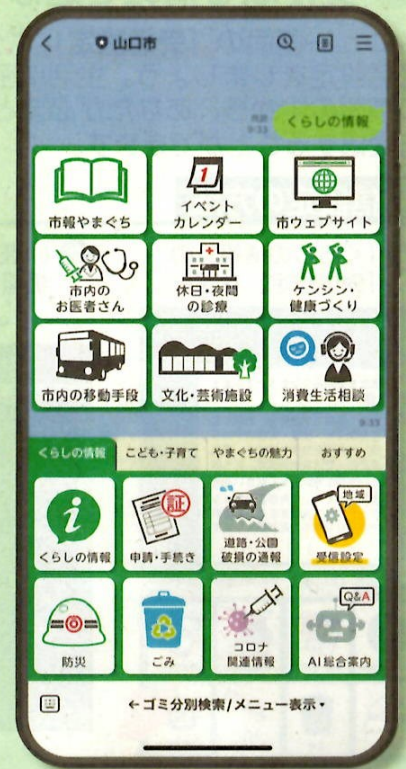 山口市
既読
9:33
くらしの情報
市報やまぐち
1
イベント
カレンダー
市ウェブサイト
市内の
お医者さん
休日・夜間
の診療
ケンシン・
健康づくり
市内の移動手段
文化・芸術施設
消費生活相談
9:33
くらしの情報
こども・子育て
やまぐちの魅力
おすすめ
i
くらしの情報
証
申請・手続き
道路・公園
破損の通報
地域
受信設定
防災
ごみ
コロナ
関連情報
Q&A
AI総合案内
←ゴミ分別検索/メニュー表示・